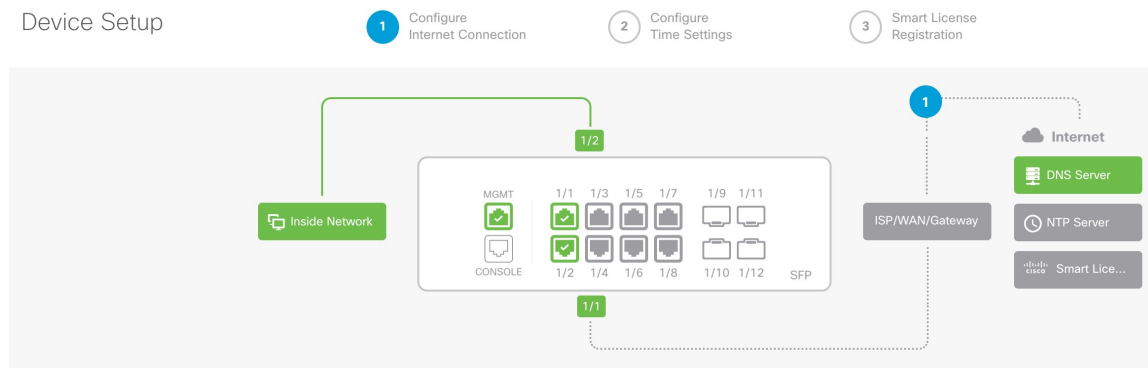 Device Setup
1
Configure
Internet Connection
2
Configure
Time Settings
3
Smart License
Registration
1
1/2
Internet
MGMT 1/1 1/3 1/5 1/7 1/9 1/11
DNS Server
Inside Network
ISP/WAN/Gateway
NTP Server
CONSOLE 1/2 1/4 1/6 1/8 1/10 1/12 SFP
cisco Smart Lice...
1/1